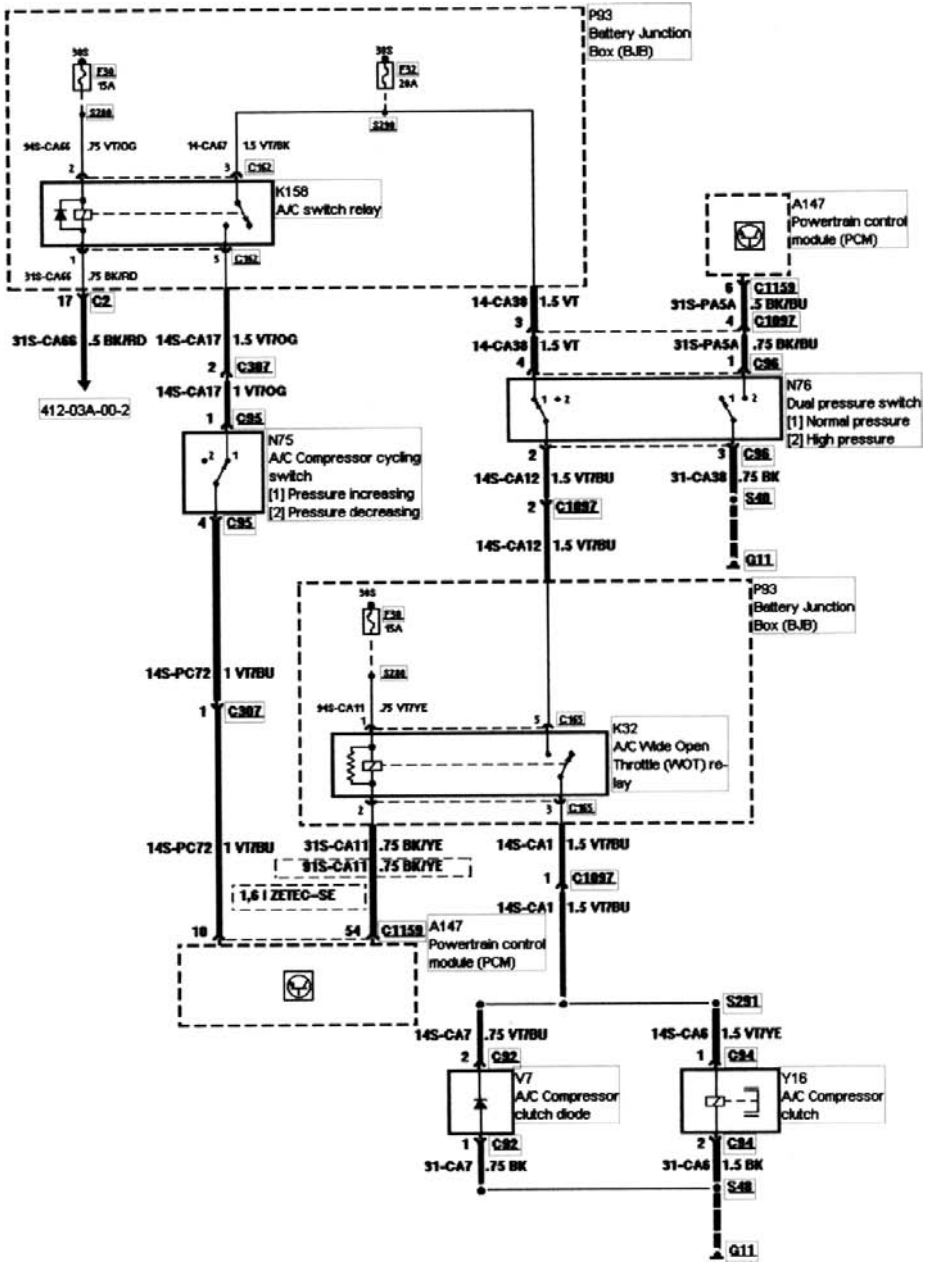 P93
Battery Junction
Box (BJB)
30S
F30
15A
S280
30S
F32
20A
S290
94S-CA66 .75 VT/OG
14-CA67 1.5 VT/BK
2
3
C162
K158
A/C switch relay
1
5
C162
31S-CA66 .75 BK/RD
17
C2
31S-CA66 .5 BK/RD
412-03A-00-2
14S-CA17 1.5 VT/OG
2
C307
14S-CA17 1 VT/OG
1
C95
2 1
N75
A/C Compressor cycling
switch
[1] Pressure increasing
[2] Pressure decreasing
4
C95
14S-PC72 1 VT/BU
1
C307
14S-PC72 1 VT/BU
A147
Powertrain control
module (PCM)
6
C1159
31S-PA5A .5 BK/BU
4
C1097
31S-PA5A .75 BK/BU
1
C96
14-CA38 1.5 VT
3
14-CA38 1.5 VT
4
1 2
1 2
N76
Dual pressure switch
[1] Normal pressure
[2] High pressure
2
3
C96
14S-CA12 1.5 VT/BU
31-CA38 .75 BK
2
C1097
S48
14S-CA12 1.5 VT/BU
G11
P93
Battery Junction
Box (BJB)
30S
F30
15A
S280
94S-CA11 .75 VT/YE
1
5
C165
K32
A/C Wide Open
Throttle (WOT) re-
lay
2
3
C165
31S-CA11 .75 BK/YE
91S-CA11 .75 BK/YE
1,6 l ZETEC-SE
14S-CA1 1.5 VT/BU
1
C1097
14S-CA1 1.5 VT/BU
10
54
C1159
A147
Powertrain control
module (PCM)
S291
14S-CA7 .75 VT/BU
14S-CA6 1.5 VT/YE
2
C92
1
C94
V7
A/C Compressor
clutch diode
Y16
A/C Compressor
clutch
1
C92
2
C94
31-CA7 .75 BK
31-CA6 1.5 BK
S48
G11